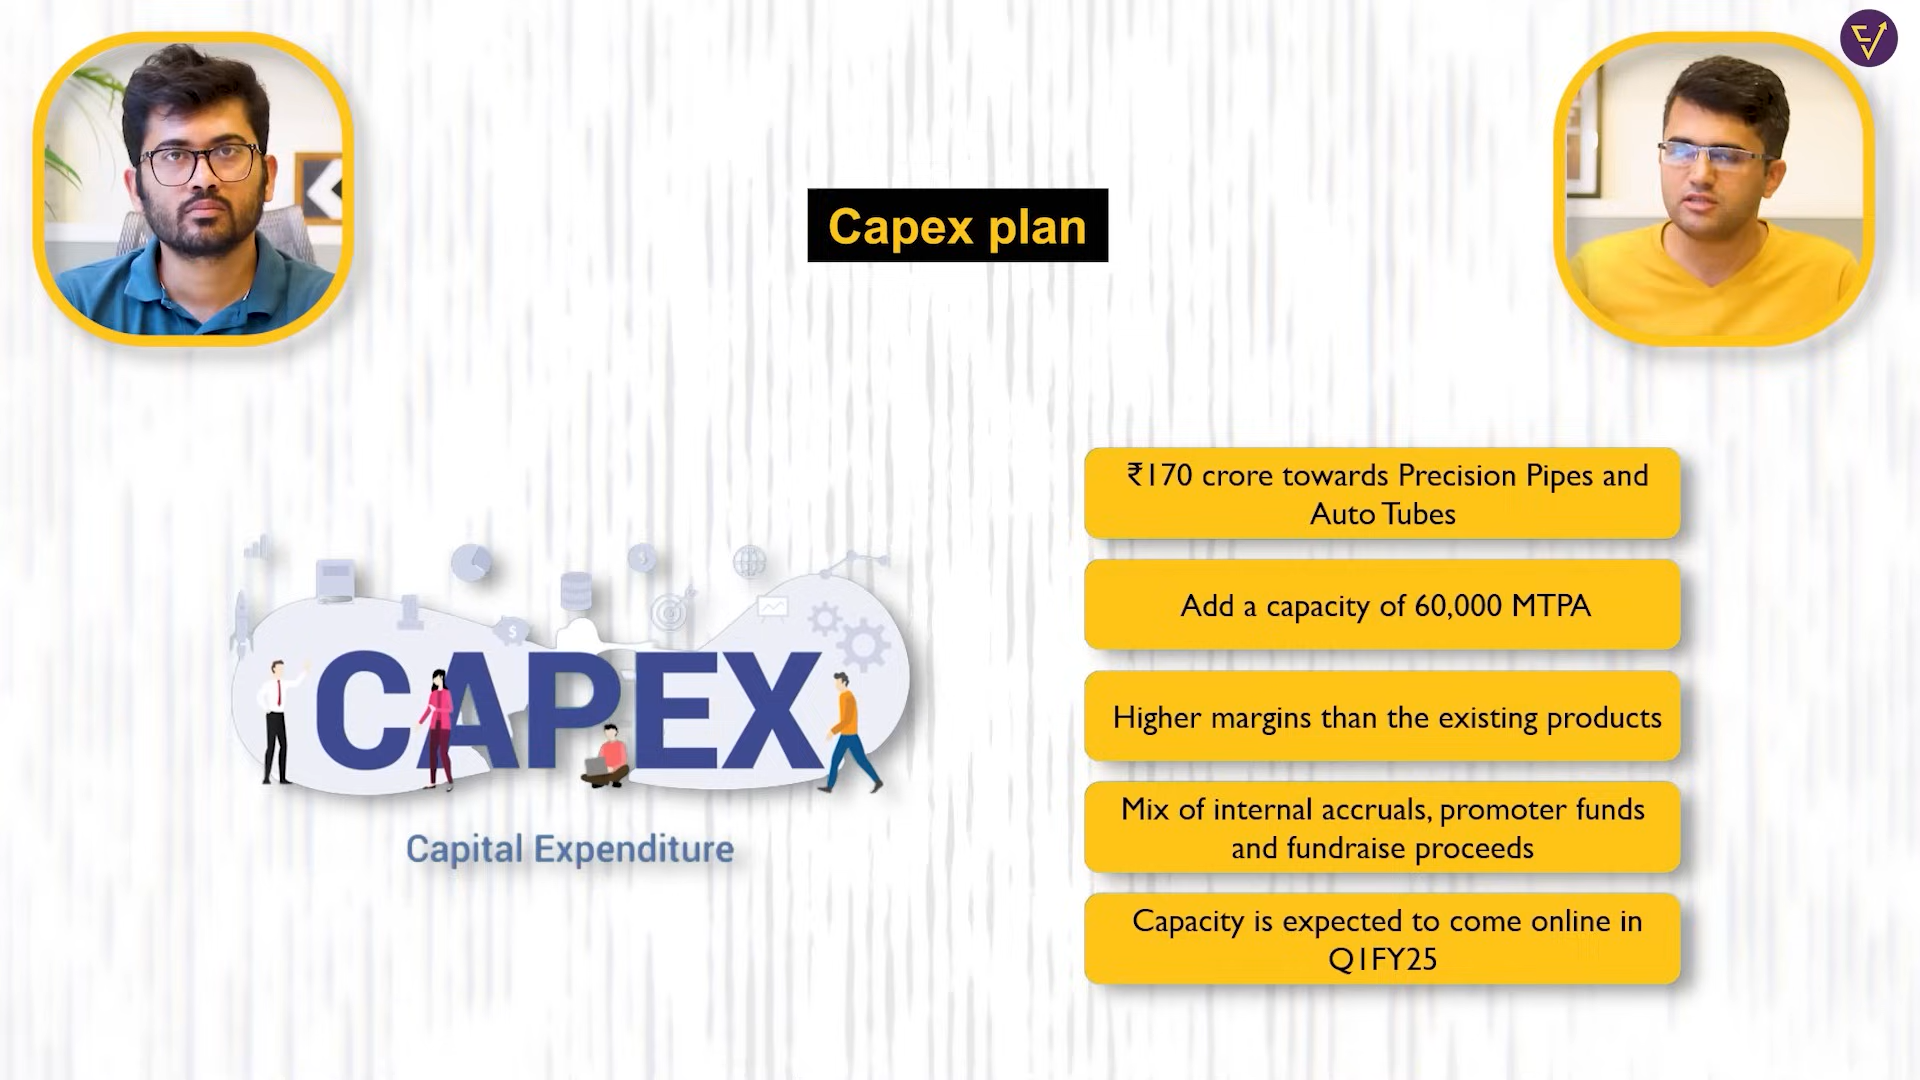 Capex plan
₹170 crore towards Precision Pipes and
Auto Tubes
Add a capacity of 60,000 MTPA
Higher margins than the existing products
Mix of internal accruals, promoter funds
and fundraise proceeds
Capacity is expected to come online in
Q1FY25
CAPEX
Capital Expenditure